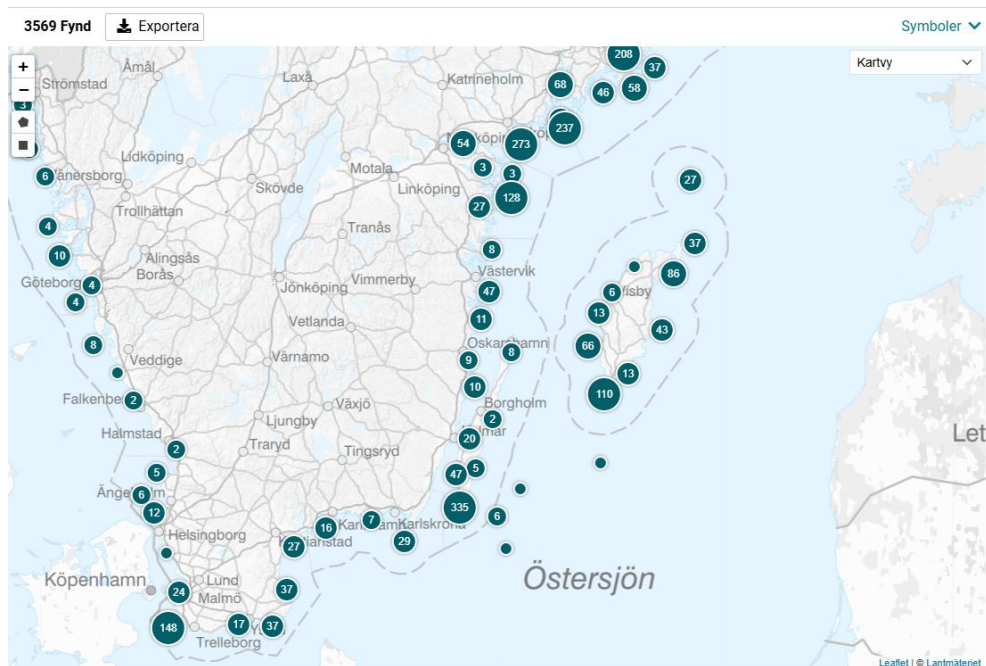 3569 Fynd
Exportera
Symboler
Kartvy
+
−
208
37
Åmål
Laxå
Katrineholm
68
46
58
Strömstad
3
237
54
273
Lidköping
Motala
3
3
27
6
Vänersborg
Skövde
Linköping
128
27
Trollhättan
4
Tranås
37
8
10
Alingsås
Borås
Västervik
86
Göteborg
4
Jönköping
Vimmerby
47
6
Visby
4
13
11
Vetlanda
43
8
Oskarshamn
66
Veddige
Värnamo
9
8
13
10
110
Falkenberg
2
Växjö
Borgholm
Ljungby
2
Halmstad
20
Kalmar
Let
2
Traryd
Tingsryd
5
47
5
Ängelholm
6
335
12
6
7
Karlskrona
16
Helsingborg
29
27
Kristianstad
Östersjön
Köpenhamn
Lund
24
37
Malmö
17
37
148
Trelleborg
Leaflet | © Lantmäteriet